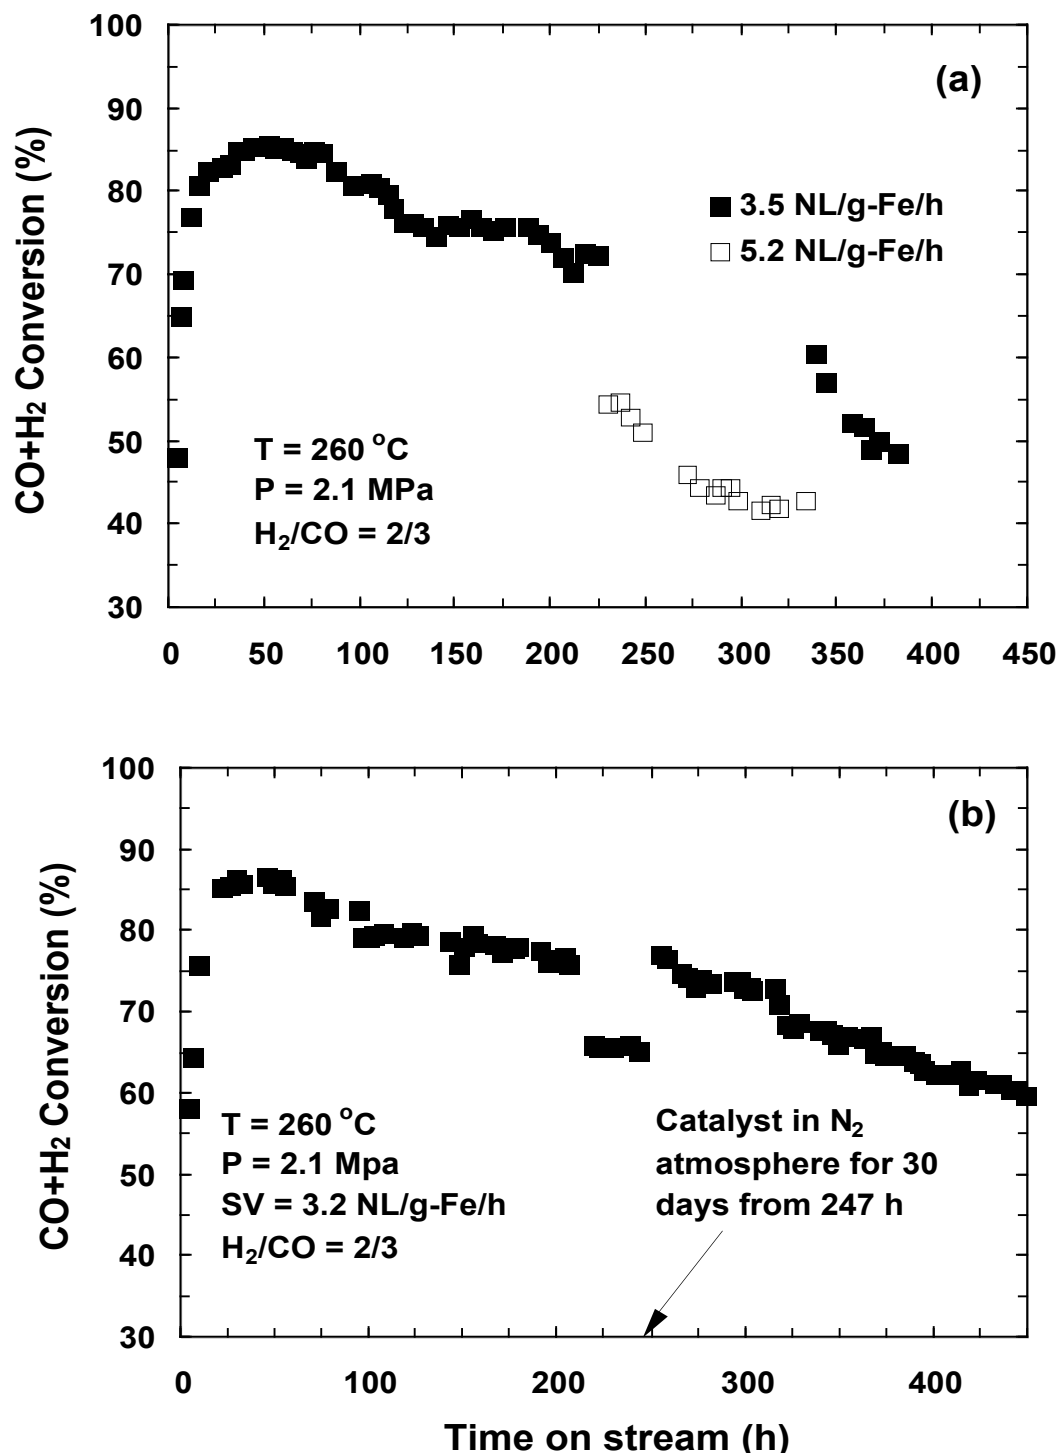 100
90
80
70
60
50
40
30
CO+H₂ Conversion (%)
(a)
■ 3.5 NL/g-Fe/h
□ 5.2 NL/g-Fe/h
T = 260 °C
P = 2.1 MPa
H₂/CO = 2/3
0 50 100 150 200 250 300 350 400 450
100
90
80
70
60
50
40
30
CO+H₂ Conversion (%)
(b)
T = 260 °C
P = 2.1 Mpa
SV = 3.2 NL/g-Fe/h
H₂/CO = 2/3
Catalyst in N₂
atmosphere for 30
days from 247 h
0 100 200 300 400
Time on stream (h)